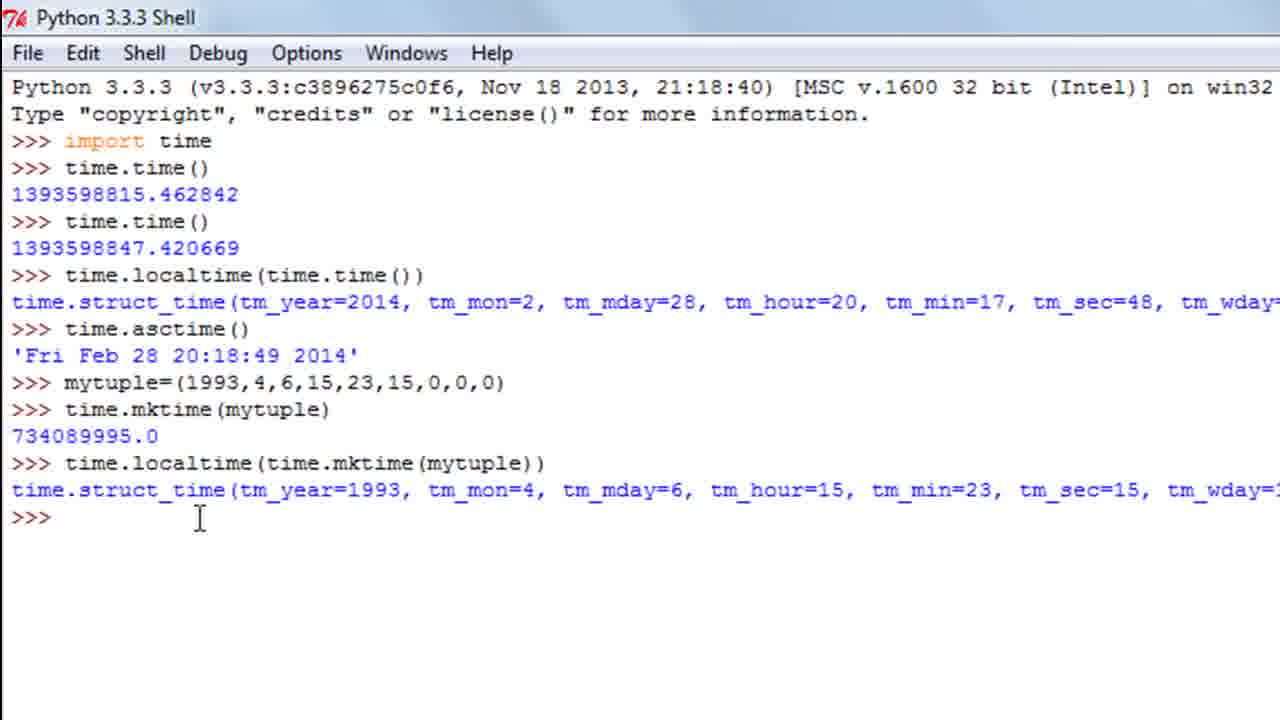 Python 3.3.3 Shell
File Edit Shell Debug Options Windows Help
Python 3.3.3 (v3.3.3:c3896275c0f6, Nov 18 2013, 21:18:40) [MSC v.1600 32 bit (Intel)] on win32
Type "copyright", "credits" or "license()" for more information.
>>> import time
>>> time.time()
1393598815.462842
>>> time.time()
1393598847.420669
>>> time.localtime(time.time())
time.struct_time(tm_year=2014, tm_mon=2, tm_mday=28, tm_hour=20, tm_min=17, tm_sec=48, tm_wday=
>>> time.asctime()
'Fri Feb 28 20:18:49 2014'
>>> mytuple=(1993,4,6,15,23,15,0,0,0)
>>> time.mktime(mytuple)
734089995.0
>>> time.localtime(time.mktime(mytuple))
time.struct_time(tm_year=1993, tm_mon=4, tm_mday=6, tm_hour=15, tm_min=23, tm_sec=15, tm_wday=1
>>>